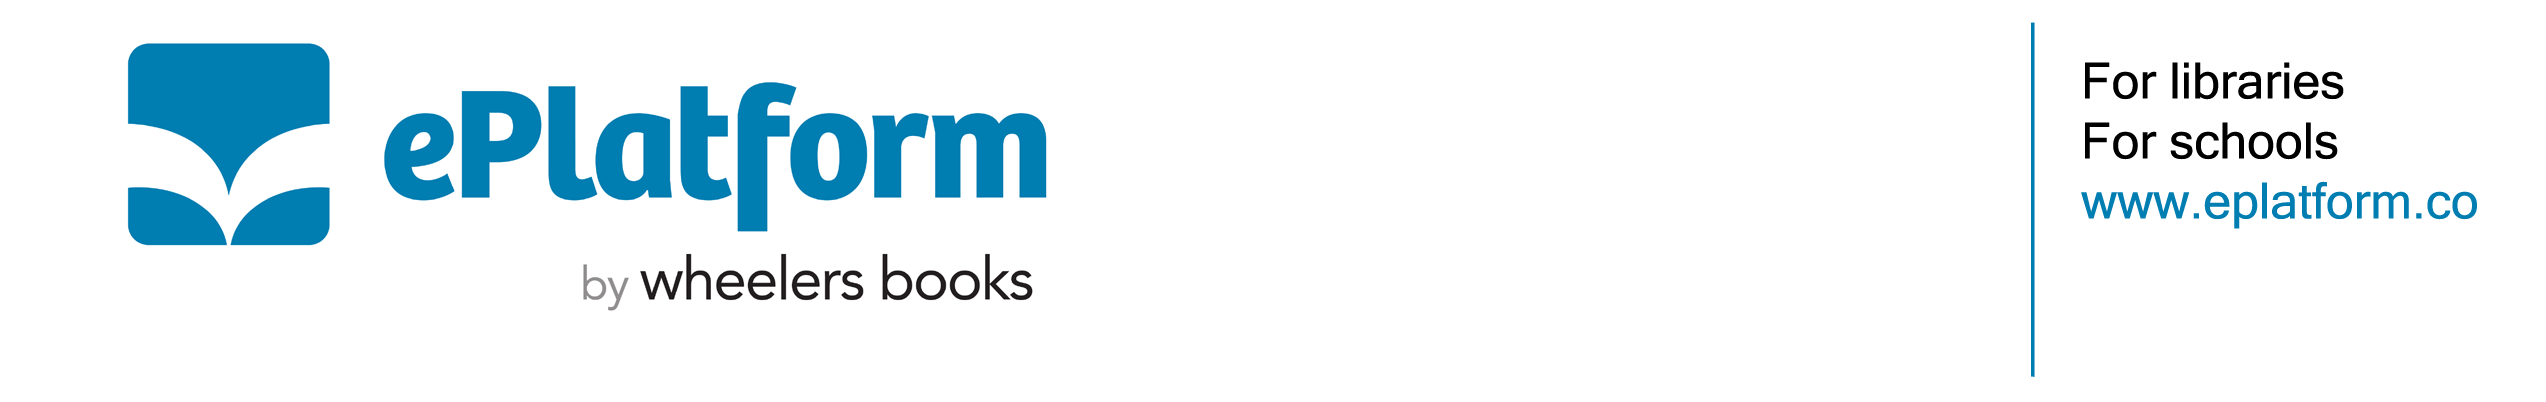 ePlatform
by wheelers books
For libraries
For schools
www.eplatform.co